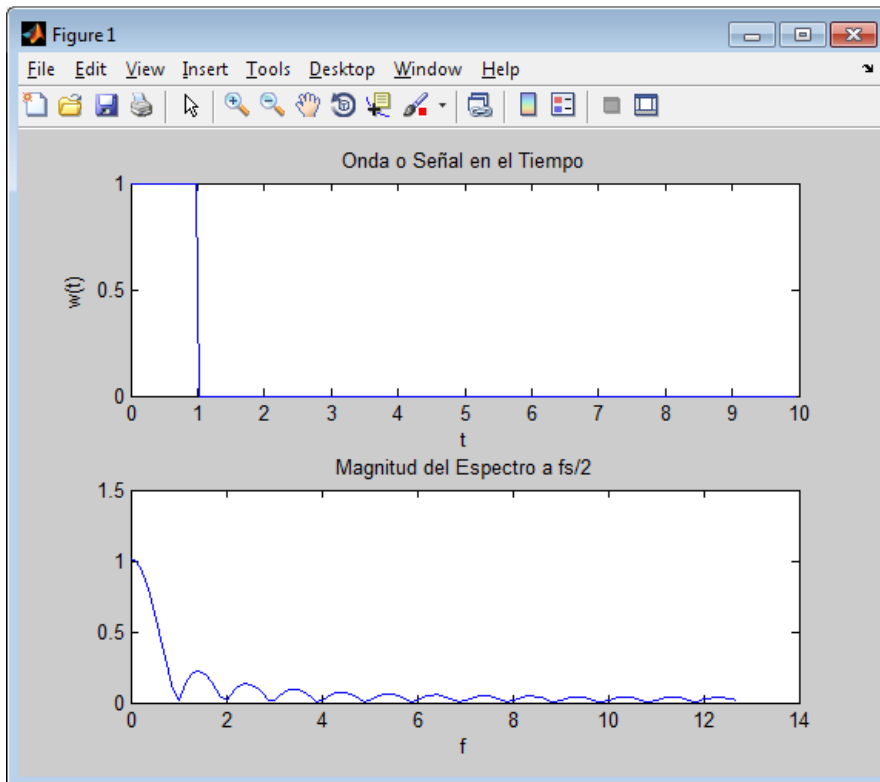 Figure 1
File Edit View Insert Tools Desktop Window Help
Onda o Señal en el Tiempo
1
0.5
0
w(t)
0 1 2 3 4 5 6 7 8 9 10
t
Magnitud del Espectro a fs/2
1.5
1
0.5
0
0 2 4 6 8 10 12 14
f